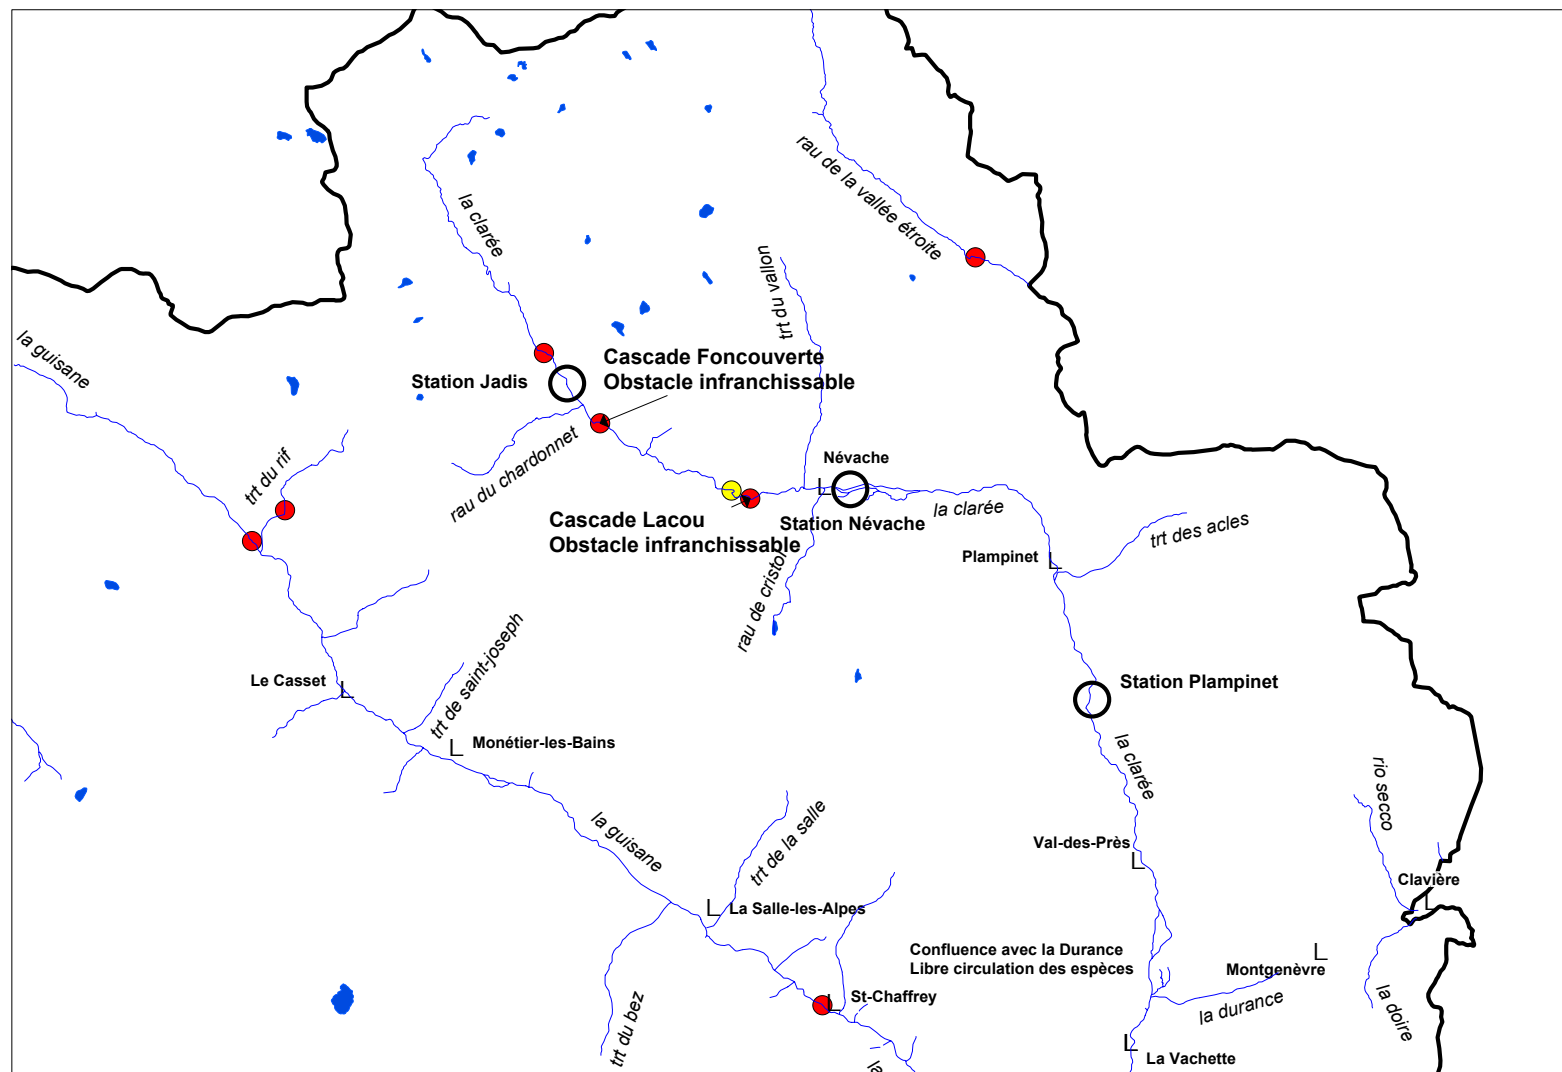 rau de la vallée étroite
la clarée
trt du vallon
la guisane
Cascade Foncouverte
Obstacle infranchissable
Station Jadis
trt du rif
rau du chardonnet
Névache
Cascade Lacou
Obstacle infranchissable
Station Névache
la clarée
trt des acles
Plampinet
rau de cristol
trt de saint-joseph
Le Casset
Station Plampinet
Monétier-les-Bains
la clarée
rio secco
la guisane
trt de la salle
Val-des-Près
Clavière
La Salle-les-Alpes
Confluence avec la Durance
Libre circulation des espèces
Montgenèvre
St-Chaffrey
la durance
la doire
trt du bez
La Vachette
la